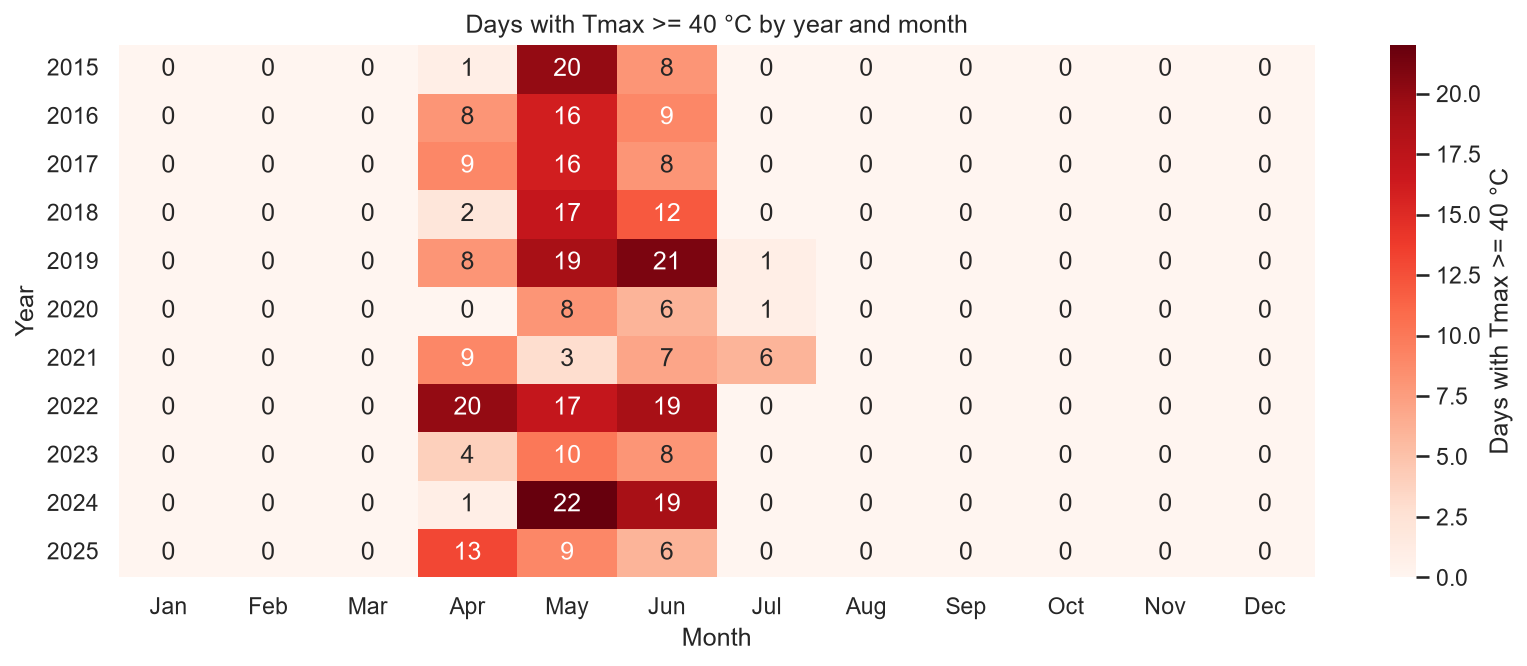 Days with Tmax >= 40 °C by year and month
2015 0 0 0 1 20 8 0 0 0 0 0 0
2016 0 0 0 8 16 9 0 0 0 0 0 0
2017 0 0 0 9 16 8 0 0 0 0 0 0
2018 0 0 0 2 17 12 0 0 0 0 0 0
2019 0 0 0 8 19 21 1 0 0 0 0 0
2020 0 0 0 0 8 6 1 0 0 0 0 0
2021 0 0 0 9 3 7 6 0 0 0 0 0
2022 0 0 0 20 17 19 0 0 0 0 0 0
2023 0 0 0 4 10 8 0 0 0 0 0 0
2024 0 0 0 1 22 19 0 0 0 0 0 0
2025 0 0 0 13 9 6 0 0 0 0 0 0
Jan Feb Mar Apr May Jun Jul Aug Sep Oct Nov Dec
Month
Year
20.0
17.5
15.0
12.5
10.0
7.5
5.0
2.5
0.0
Days with Tmax >= 40 °C